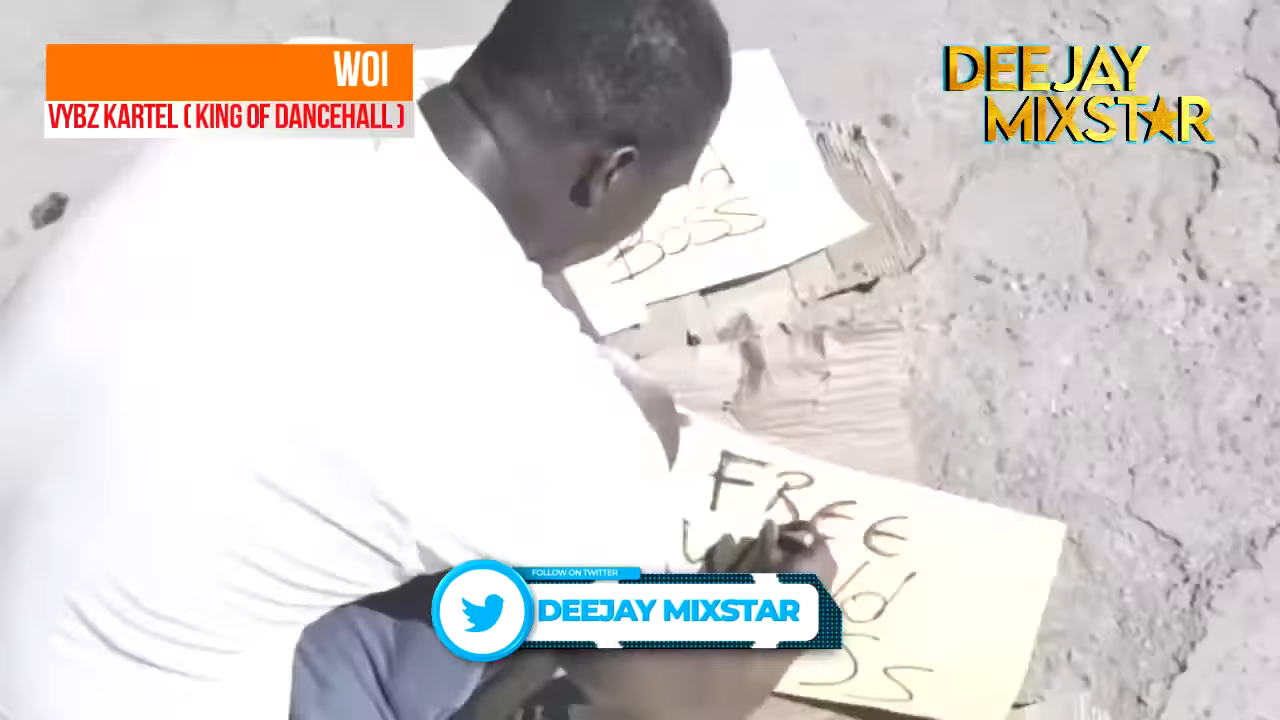 WOI
VYBZ KARTEL ( KING OF DANCEHALL )
DEEJAY
MIXSTAR
BOSS
FREE
FOLLOW ON TWITTER
DEEJAY MIXSTAR